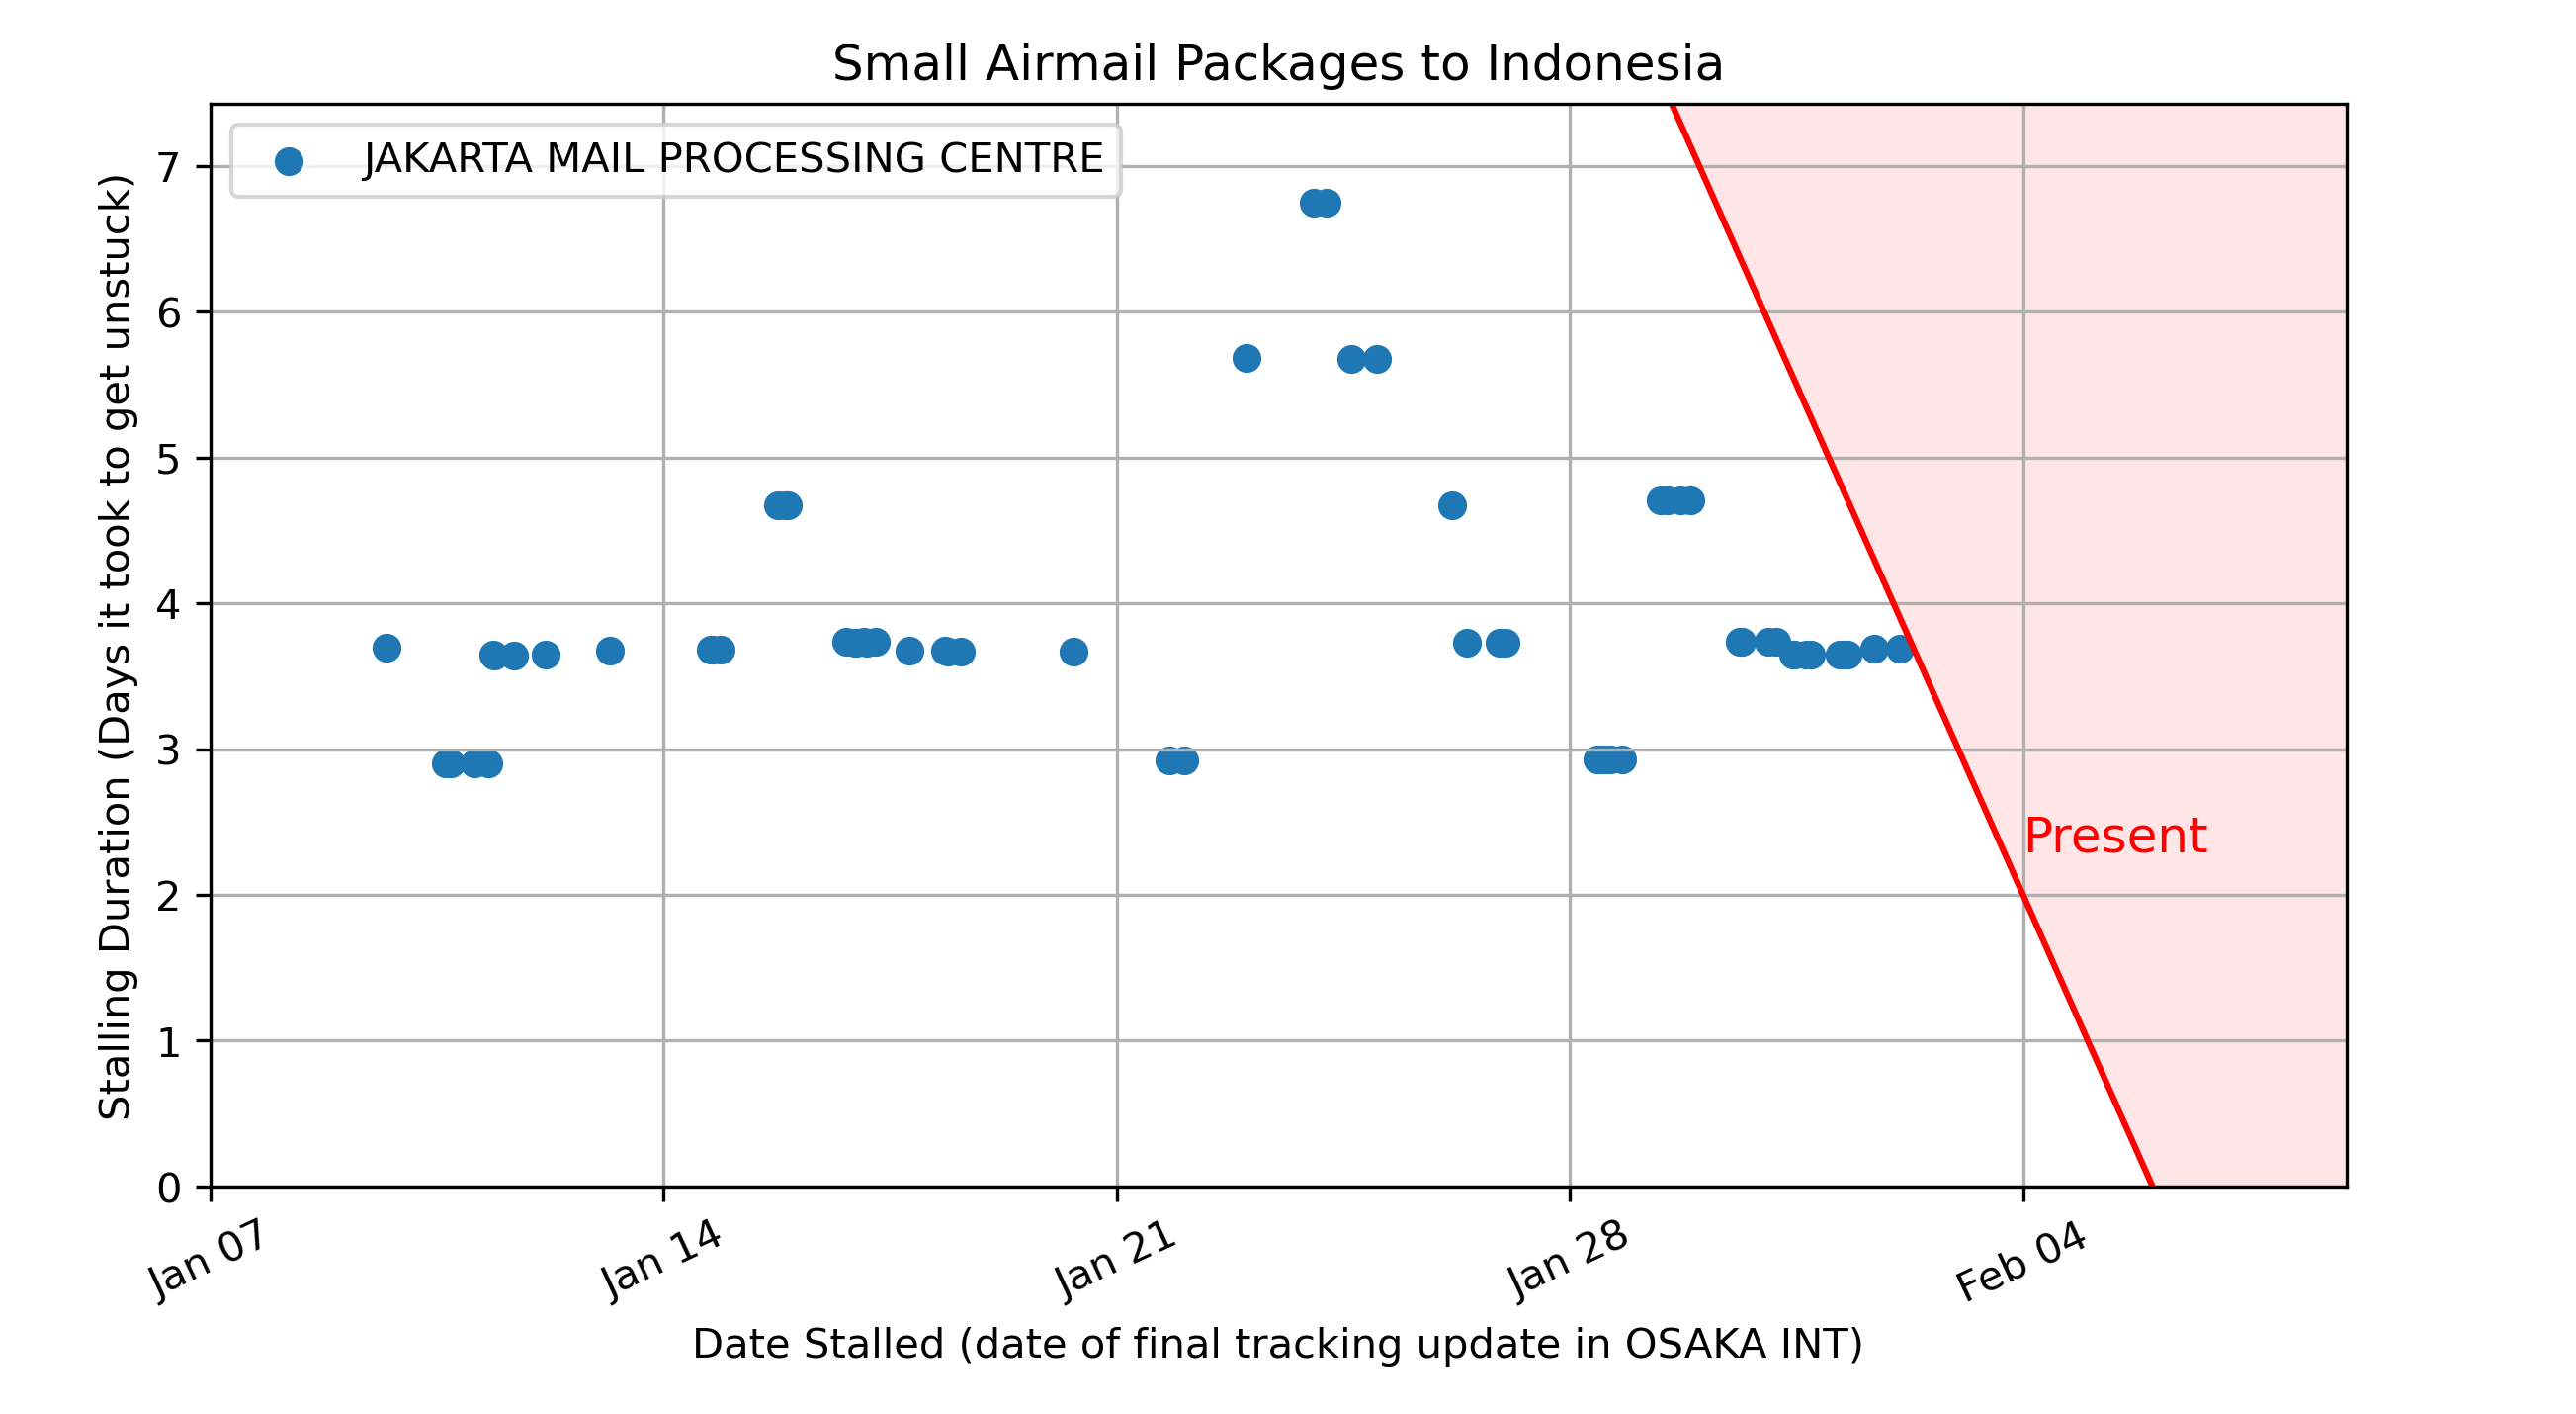 Small Airmail Packages to Indonesia
JAKARTA MAIL PROCESSING CENTRE
Stalling Duration (Days it took to get unstuck)
7
6
5
4
3
2
1
0
Present
Jan 07
Jan 14
Jan 21
Jan 28
Feb 04
Date Stalled (date of final tracking update in OSAKA INT)